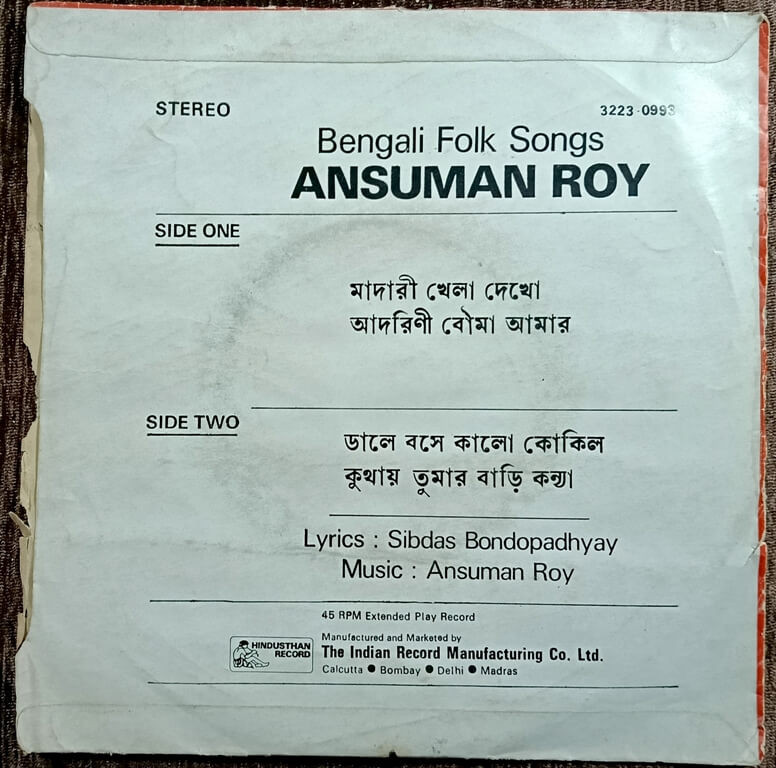 STEREO
3223-0993
Bengali Folk Songs
ANSUMAN ROY
SIDE ONE
মাদারী খেলা দেখো
আদরিণী বৌমা আমার
SIDE TWO
ডালে বসে কালো কোকিল
কুথায় তুমার বাড়ি কন্যা
Lyrics : Sibdas Bondopadhyay
Music : Ansuman Roy
45 RPM Extended Play Record
HINDUSTHAN
RECORD
Manufactured and Marketed by
The Indian Record Manufacturing Co. Ltd.
Calcutta ● Bombay ● Delhi ● Madras